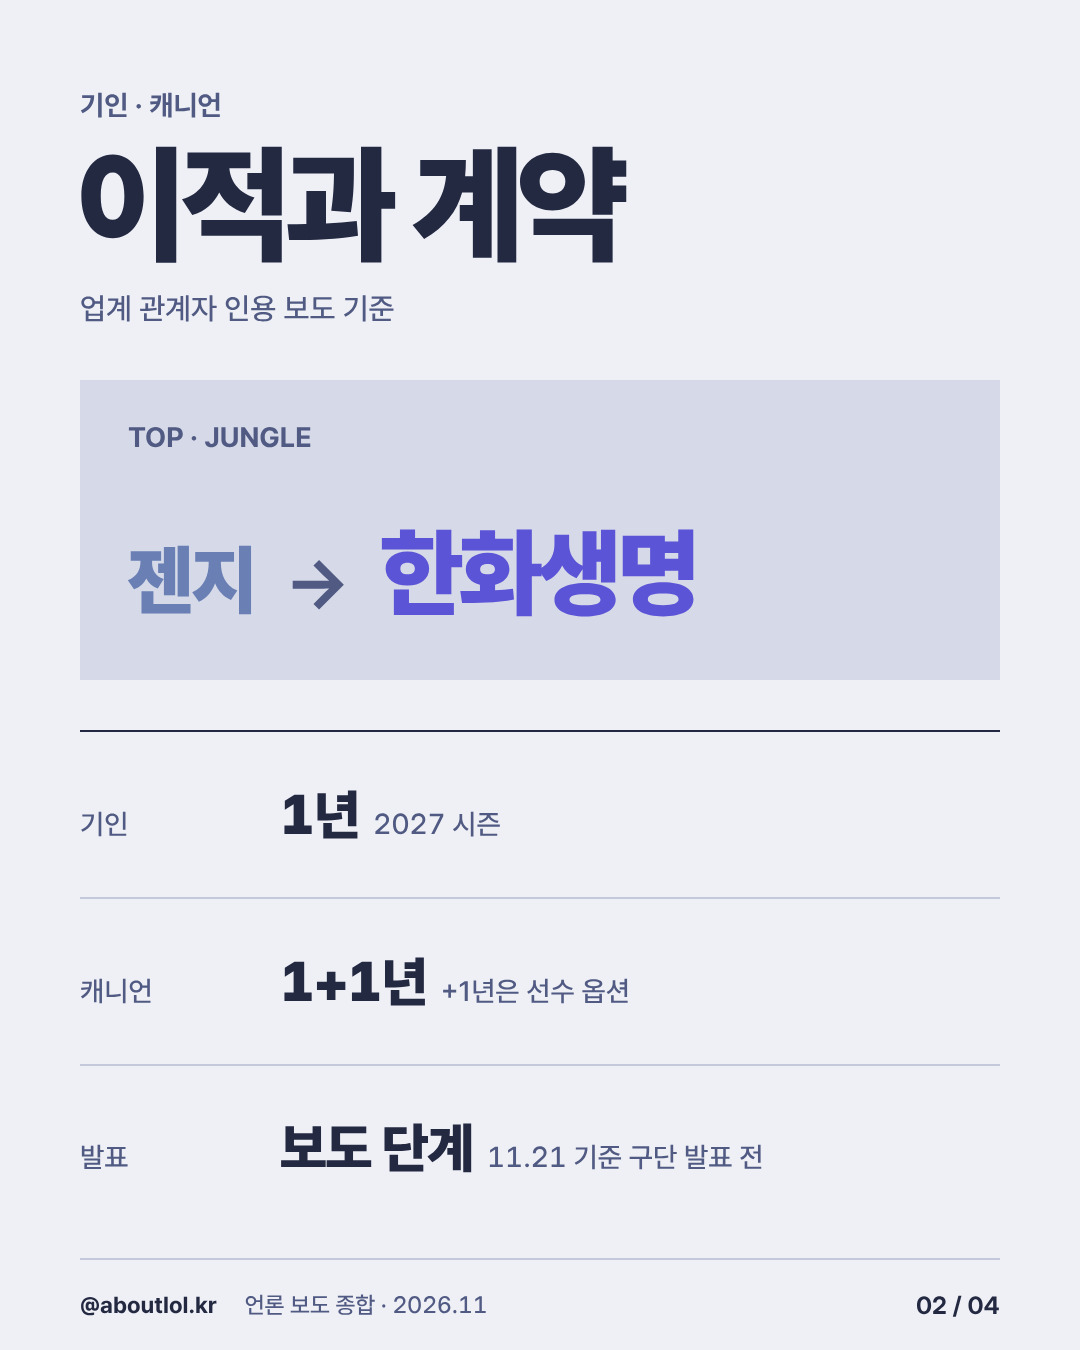 기인 · 캐니언
이적과 계약
업계 관계자 인용 보도 기준
TOP · JUNGLE
젠지 → 한화생명
기인 1년 2027 시즌
캐니언 1+1년 +1년은 선수 옵션
발표 보도 단계 11.21 기준 구단 발표 전
@aboutlol.kr 언론 보도 종합 · 2026.11 02 / 04